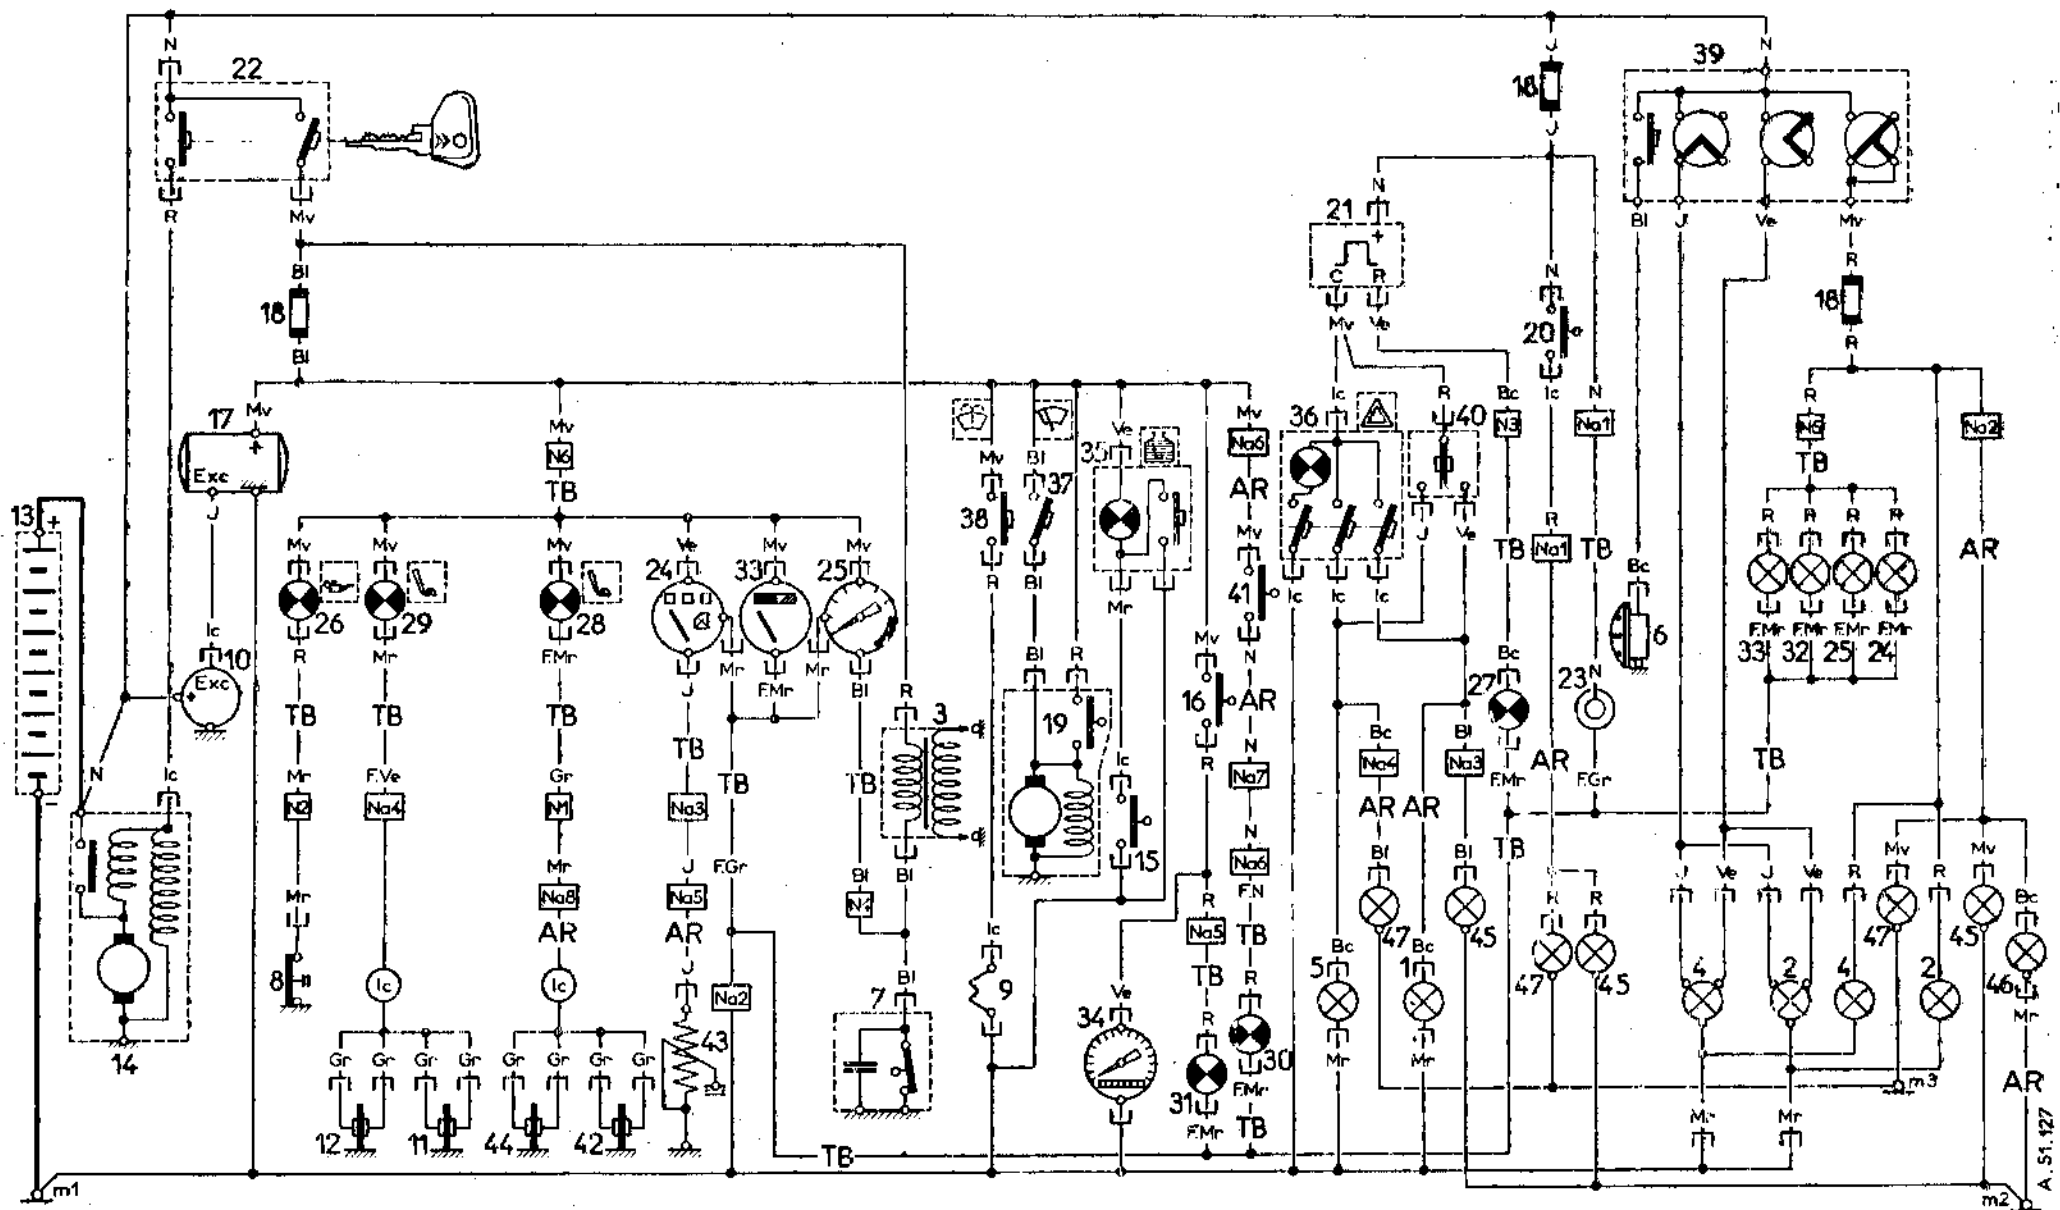 N 22
J 18 N 39
R Mv
N 21 + C R
Bl J Ve Mv
Bl 18 Bl
Mv Ve
N 20 Ic
R 18 R
17 Mv + Exc J
Mv N6 TB
Mv Bl Ve 35 Mv Na6 AR
Ic 36 R 40 Bc N3 N Na1
R N5 TB Na2
13 +
Mv Mv Mv Ve Mv Mv
26 29 28 24 33 25
38 37 R Bl Mr
Mv 41 N
Ic Ic Ic J Ve
TB R Na1 TB
R R R R AR
F.Mr F.Mr F.Mr F.Mr
33 32 25 24
Bc 6
Ic 10 Exc +
R Mr F.Mr J Mr F.Mr Mr Bl
R 3
Bl R 19
Mv 16 R AR
Bc 27 N 23
TB TB TB TB TB TB
N Ic
Mr N2 F.Ve Na4 Gr N1 Na3
Ic 15
N Na7
Bc Na4 Bl Na3
F.Mr AR F.Gr TB
AR AR TB
Mr Mr Na8 J Na5 F.Gr Bl Bl
N Na6 F.N
Bl 47 Bl 45
J Ve J Ve R Mv R Mv Bc
8 Ic AR Ic AR J Na2
7 Bl Ic 9
R Na5 TB TB R
Bc 5 Bc 1
R 47 R 45
4 2 4 2 47 45 46 Mr
14
Gr Gr Gr Gr Gr Gr Gr Gr
12 11 44 42 43
Ve 34 R 31 F.Mr 30 F.Mr TB
Mr Mr
m3 Mr Mr AR
TB
m1
m2
A. 51. 127